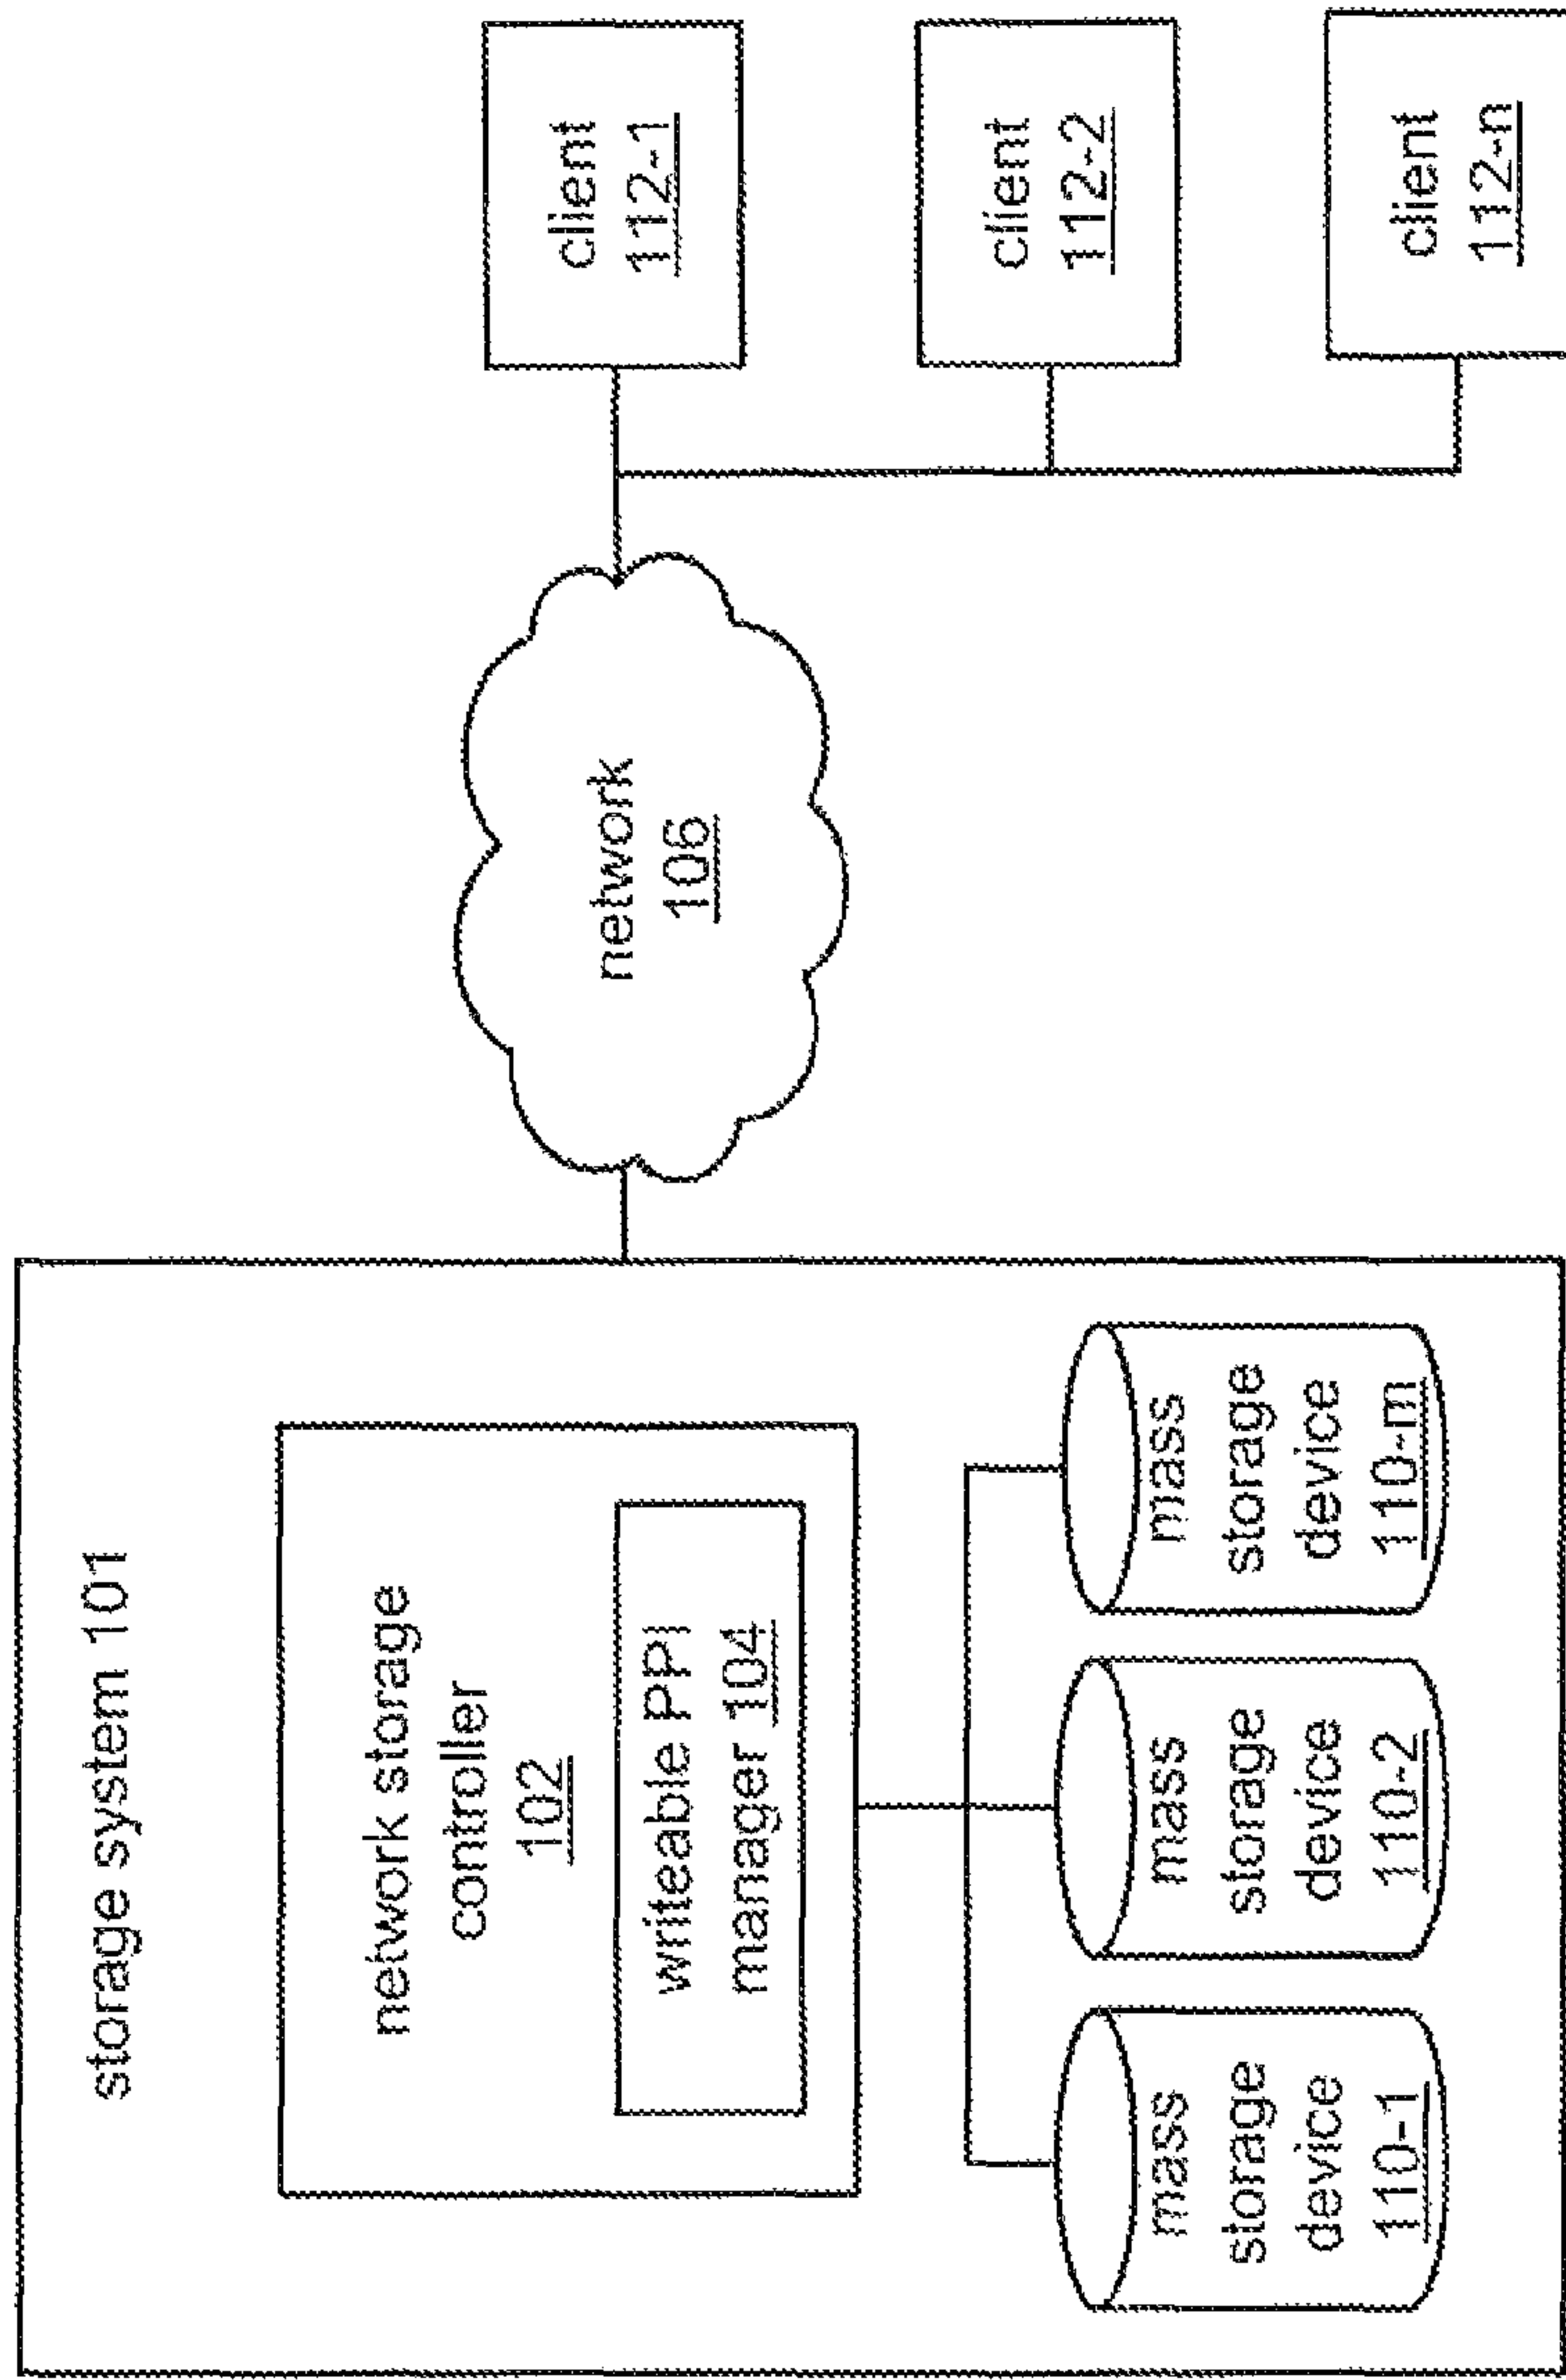 storage system 101
network storage
controller
102
writeable PPI
manager 104
mass
storage
device
110-1
mass
storage
device
110-2
mass
storage
device
110-m
network
106
client
112-1
client
112-2
client
112-n